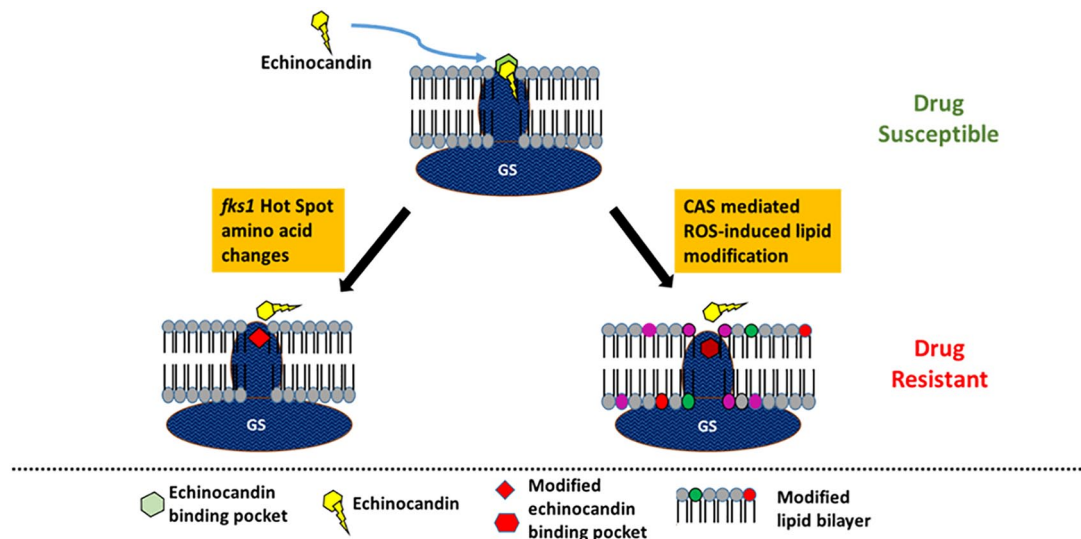 Echinocandin
Drug
Susceptible
GS
fks1 Hot Spot
amino acid
changes
CAS mediated
ROS-induced lipid
modification
Drug
Resistant
GS
GS
Echinocandin
binding pocket
Echinocandin
Modified
echinocandin
binding pocket
Modified
lipid bilayer